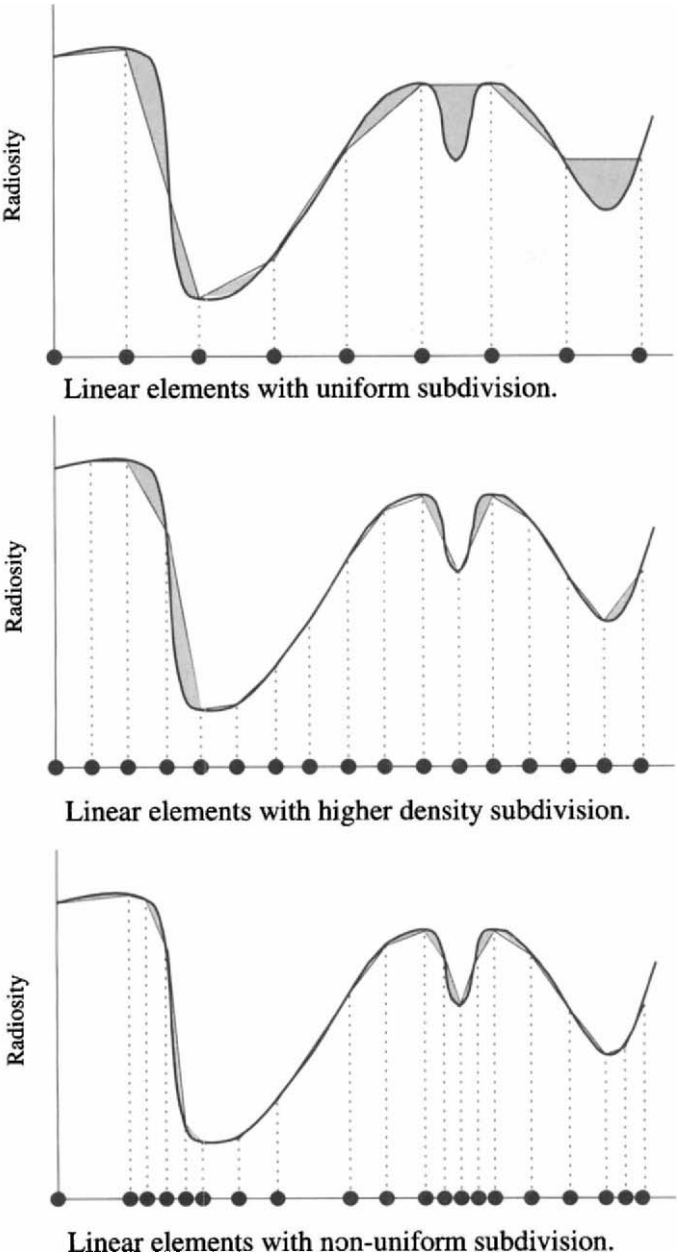 Radiosity
Linear elements with uniform subdivision.
Radiosity
Linear elements with higher density subdivision.
Radiosity
Linear elements with non-uniform subdivision.